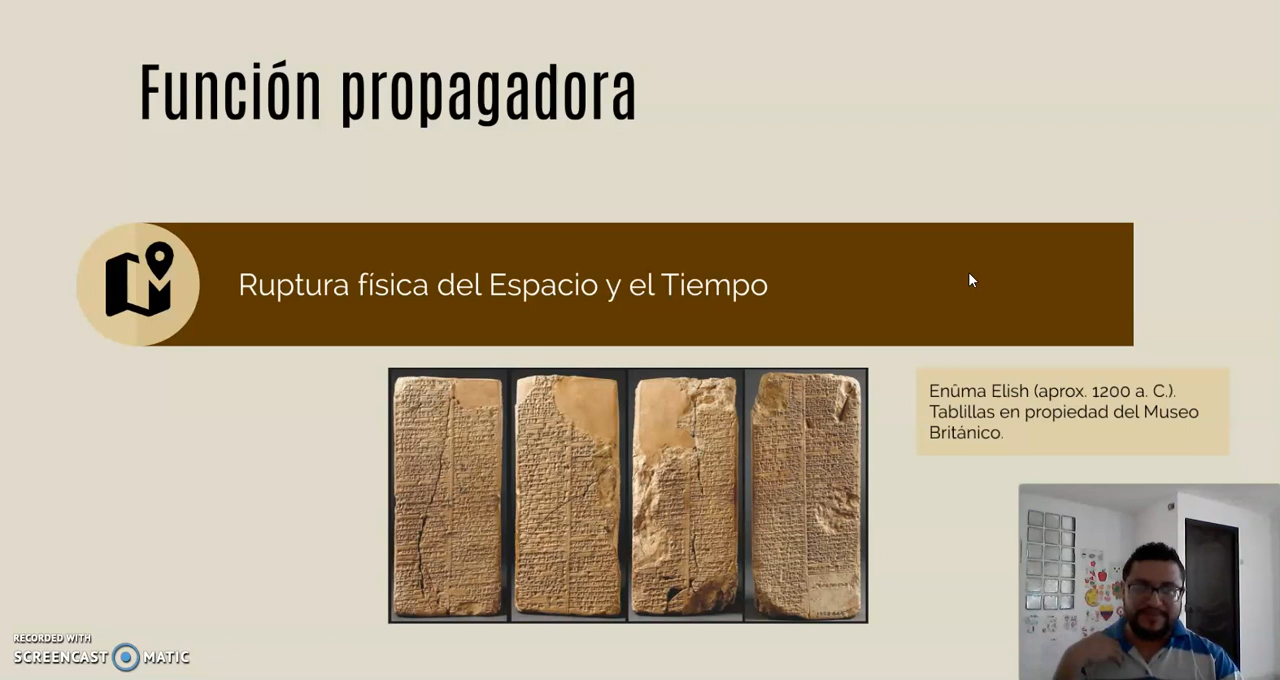 Función propagadora
Ruptura física del Espacio y el Tiempo
Enûma Elish (aprox. 1200 a. C.).
Tablillas en propiedad del Museo
Británico.
RECORDED WITH
SCREENCAST MATIC